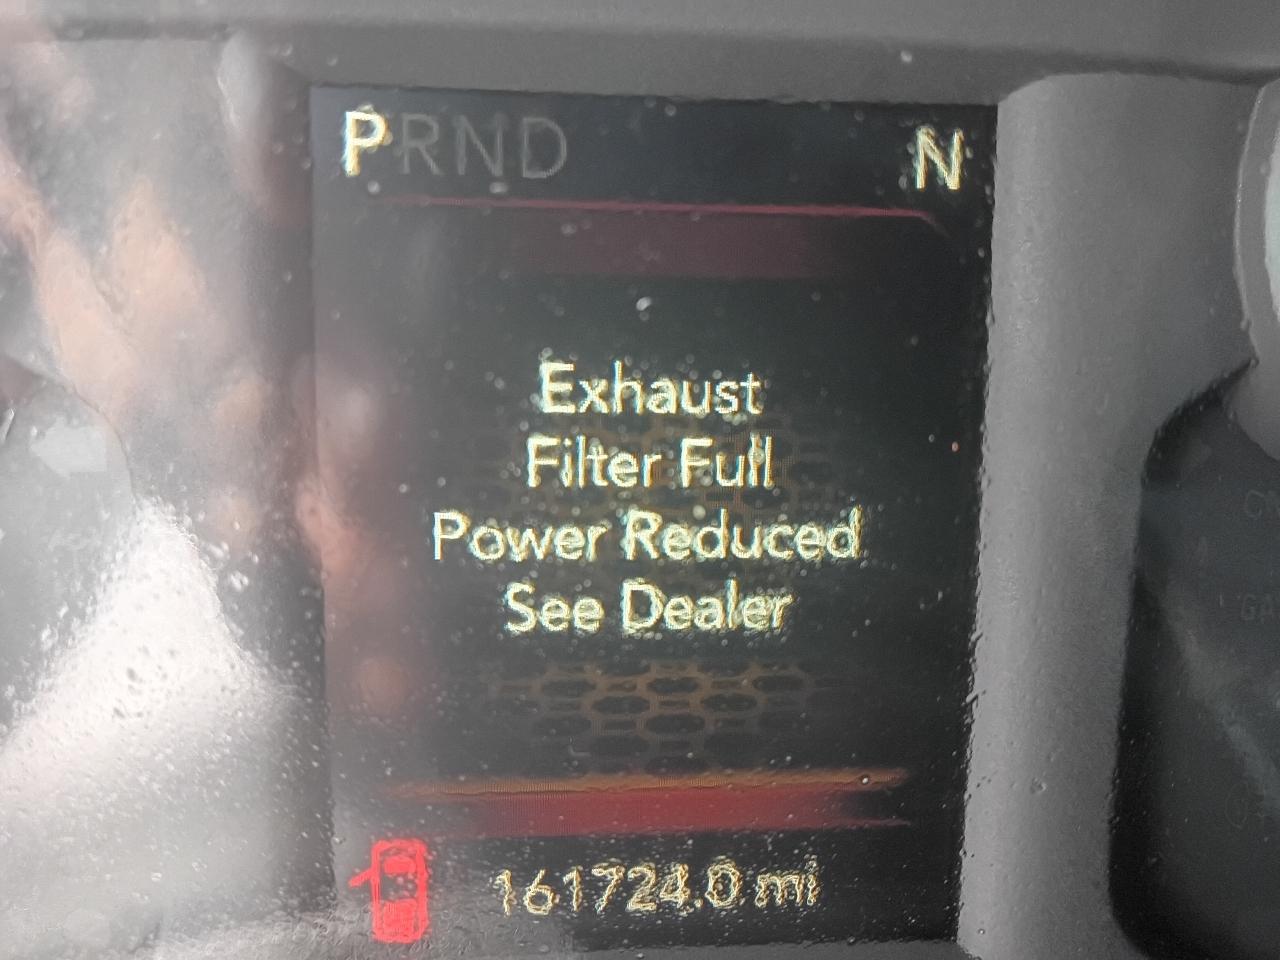 PRND N
Exhaust
Filter Full
Power Reduced
See Dealer
161724.0 mi